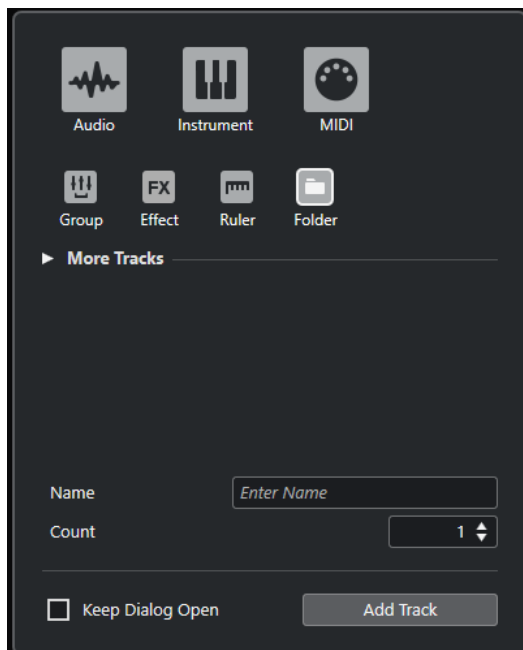 Audio Instrument MIDI
FX
Group Effect Ruler Folder
More Tracks
Name Enter Name
Count 1
Keep Dialog Open Add Track